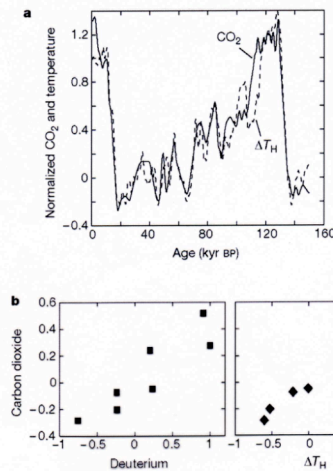 a
Normalized CO2 and temperature
1.2
0.8
0.4
0
−0.4
0 40 80 120 160
Age (kyr BP)
CO2
ΔTH
b
Carbon dioxide
0.6
0.4
0.2
0
−0.2
−0.4
−1 −0.5 0 0.5 1
Deuterium
−1 −0.5 0
ΔTH